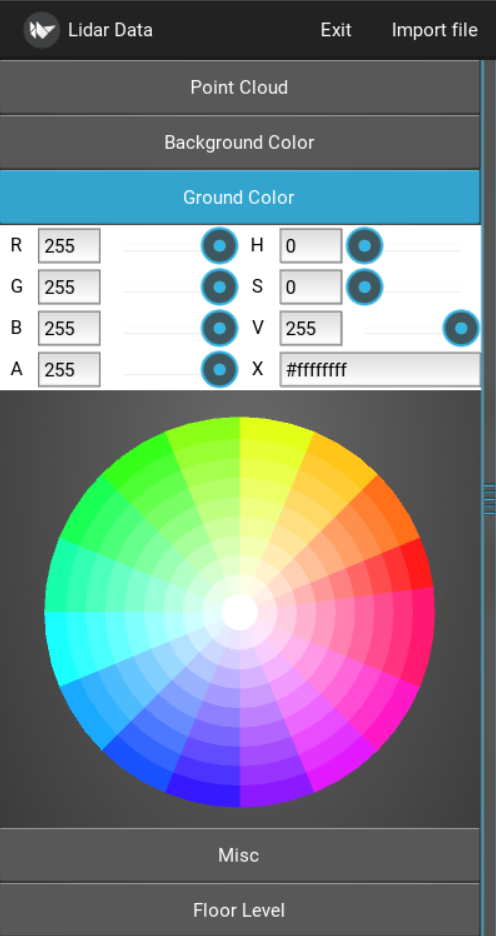 Lidar Data Exit Import file
Point Cloud
Background Color
Ground Color
R 255 H 0
G 255 S 0
B 255 V 255
A 255 X #ffffffff
Misc
Floor Level